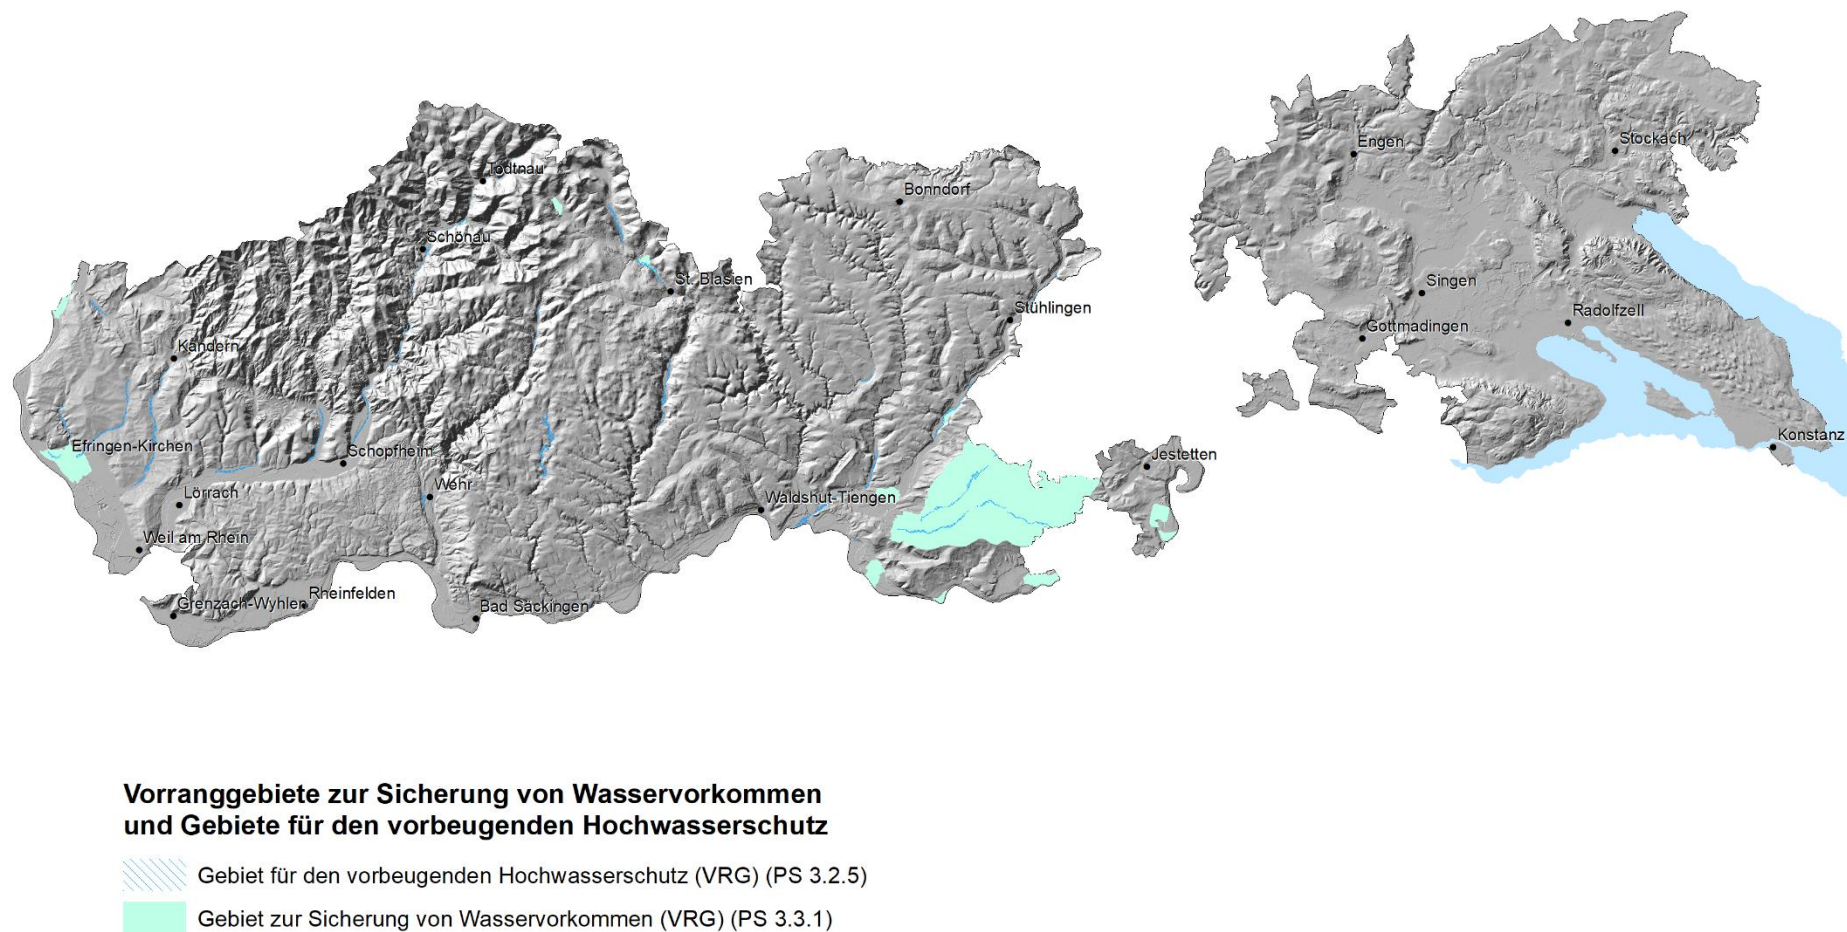 Engen
Stockach
Todtnau
Bonndorf
Schönau
St. Blasien
Singen
Stühlingen
Radolfzell
Gottmadingen
Kandern
Konstanz
Efringen-Kirchen
Schopfheim
Jestetten
Lörrach
Wehr
Waldshut-Tiengen
Weil am Rhein
Rheinfelden
Grenzach-Wyhlen
Bad Säckingen
Vorranggebiete zur Sicherung von Wasservorkommen
und Gebiete für den vorbeugenden Hochwasserschutz
Gebiet für den vorbeugenden Hochwasserschutz (VRG) (PS 3.2.5)
Gebiet zur Sicherung von Wasservorkommen (VRG) (PS 3.3.1)